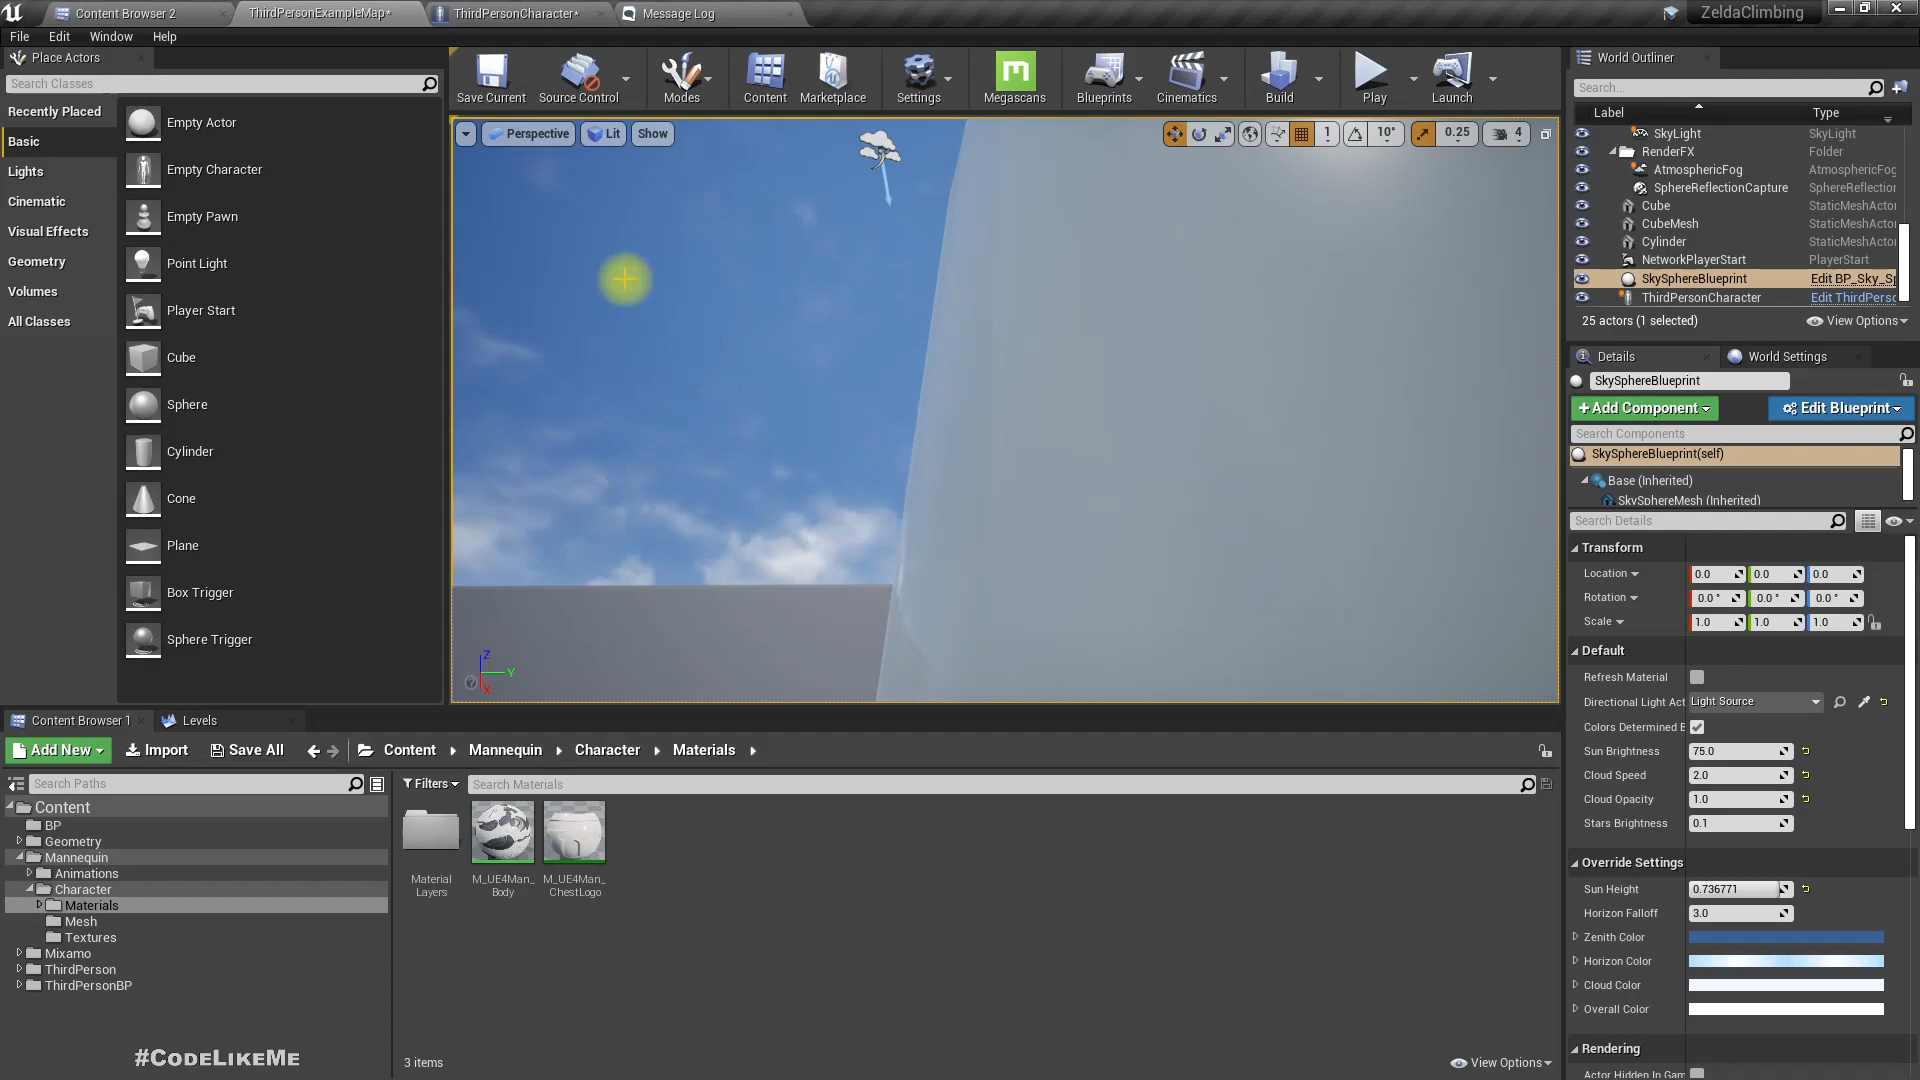 Content Browser 2
ThirdPersonExampleMap*
ThirdPersonCharacter*
Message Log
ZeldaClimbing
File Edit Window Help
Place Actors
Search Classes
Recently Placed
Basic
Lights
Cinematic
Visual Effects
Geometry
Volumes
All Classes
Empty Actor
Empty Character
Empty Pawn
Point Light
Player Start
Cube
Sphere
Cylinder
Cone
Plane
Box Trigger
Sphere Trigger
Save Current
Source Control
Modes
Content
Marketplace
Settings
Megascans
Blueprints
Cinematics
Build
Play
Launch
Perspective
Lit
Show
1
10°
0.25
4
Z
Y
X
World Outliner
Search...
Label Type
SkyLight SkyLight
RenderFX Folder
AtmosphericFog AtmosphericFog
SphereReflectionCapture SphereReflection
Cube StaticMeshActor
CubeMesh StaticMeshActor
Cylinder StaticMeshActor
NetworkPlayerStart PlayerStart
SkySphereBlueprint Edit BP_Sky_Sp
ThirdPersonCharacter Edit ThirdPerso
25 actors (1 selected)
View Options
Details
World Settings
SkySphereBlueprint
+Add Component
Edit Blueprint
Search Components
SkySphereBlueprint(self)
Base (Inherited)
SkySphereMesh (Inherited)
Search Details
Transform
Location 0.0 0.0 0.0
Rotation 0.0 ° 0.0 ° 0.0 °
Scale 1.0 1.0 1.0
Default
Refresh Material
Directional Light Act Light Source
Colors Determined B
Sun Brightness 75.0
Cloud Speed 2.0
Cloud Opacity 1.0
Stars Brightness 0.1
Override Settings
Sun Height 0.736771
Horizon Falloff 3.0
Zenith Color
Horizon Color
Cloud Color
Overall Color
Rendering
Actor Hidden In Gam
Content Browser 1
Levels
Add New
Import
Save All
Content Mannequin Character Materials
Search Paths
Filters
Search Materials
Content
BP
Geometry
Mannequin
Animations
Character
Materials
Mesh
Textures
Mixamo
ThirdPerson
ThirdPersonBP
Material
Layers
M_UE4Man_
Body
M_UE4Man_
ChestLogo
#CodeLikeMe
3 items
View Options